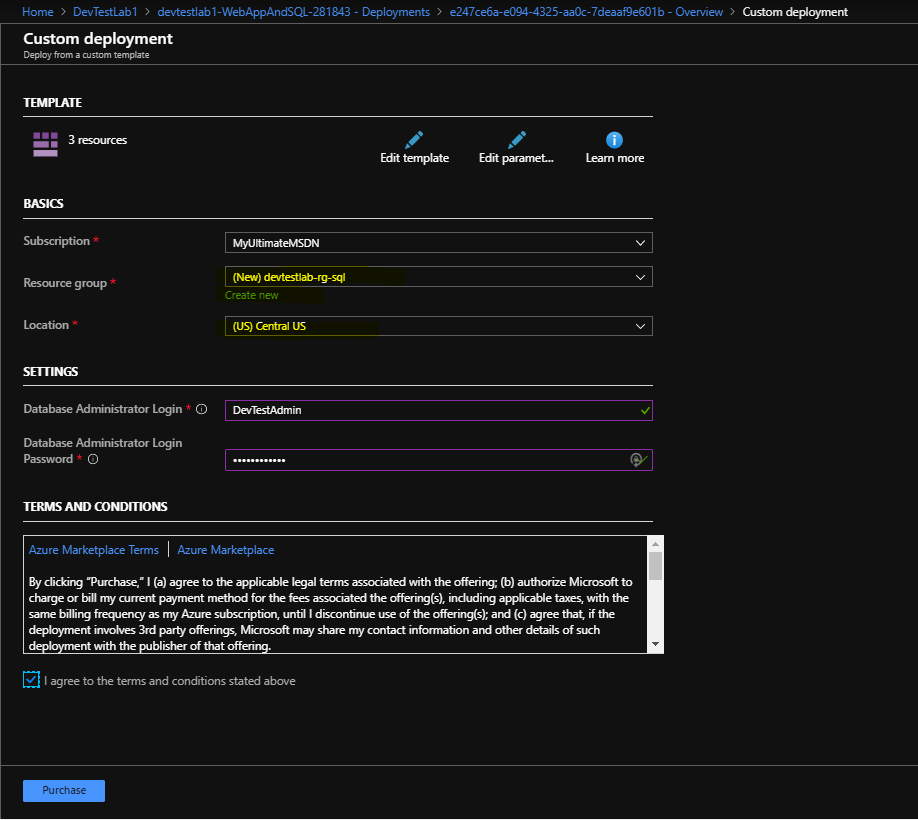 Home > DevTestLab1 > devtestlab1-WebAppAndSQL-281843 - Deployments > e247ce6a-e094-4325-aa0c-7deaaf9e601b - Overview > Custom deployment
Custom deployment
Deploy from a custom template
TEMPLATE
3 resources
Edit template Edit paramet... Learn more
BASICS
Subscription * MyUltimateMSDN
Resource group * (New) devtestlab-rg-sql
Create new
Location * (US) Central US
SETTINGS
Database Administrator Login * DevTestAdmin
Database Administrator Login
Password * ••••••••••••
TERMS AND CONDITIONS
Azure Marketplace Terms | Azure Marketplace
By clicking “Purchase,” I (a) agree to the applicable legal terms associated with the offering; (b) authorize Microsoft to
charge or bill my current payment method for the fees associated the offering(s), including applicable taxes, with the
same billing frequency as my Azure subscription, until I discontinue use of the offering(s); and (c) agree that, if the
deployment involves 3rd party offerings, Microsoft may share my contact information and other details of such
deployment with the publisher of that offering.
I agree to the terms and conditions stated above
Purchase